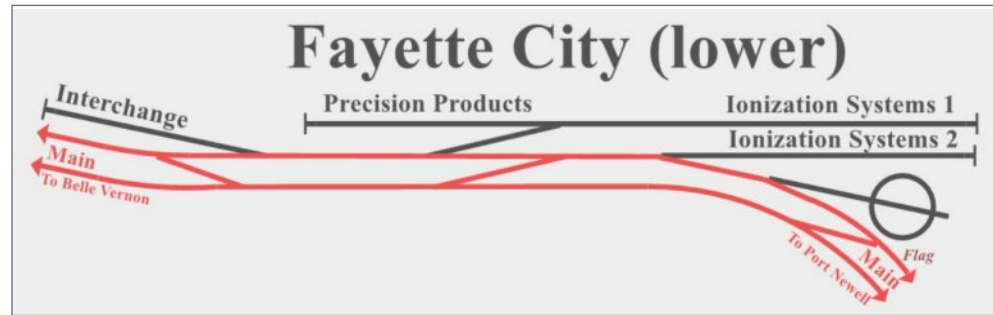 Fayette City (lower)
Interchange
Precision Products
Ionization Systems 1
Ionization Systems 2
Main
To Belle Vernon
To Port Newell
Main
Flag